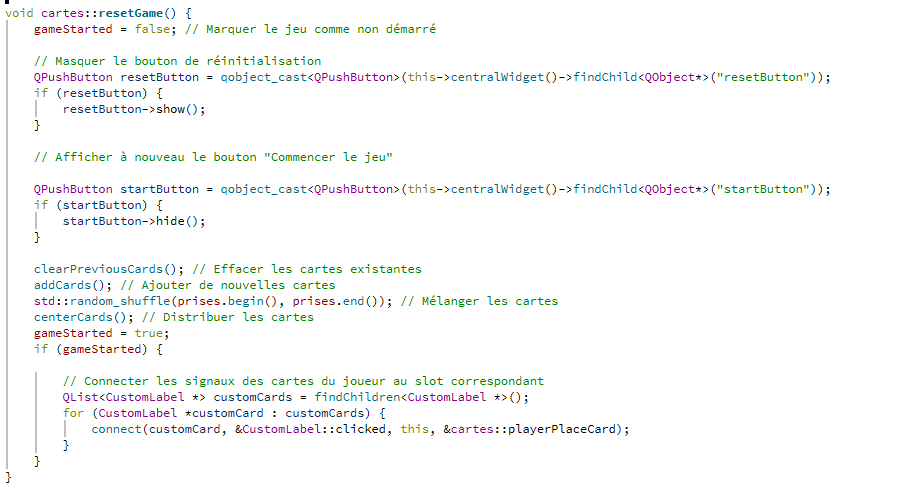 void cartes::resetGame() {
gameStarted = false; // Marquer le jeu comme non démarré
// Masquer le bouton de réinitialisation
QPushButton resetButton = qobject_cast<QPushButton>(this->centralWidget()->findChild<QObject*>("resetButton"));
if (resetButton) {
resetButton->show();
}
// Afficher à nouveau le bouton "Commencer le jeu"
QPushButton startButton = qobject_cast<QPushButton>(this->centralWidget()->findChild<QObject*>("startButton"));
if (startButton) {
startButton->hide();
}
clearPreviousCards(); // Effacer les cartes existantes
addCards(); // Ajouter de nouvelles cartes
std::random_shuffle(prises.begin(), prises.end()); // Mélanger les cartes
centerCards(); // Distribuer les cartes
gameStarted = true;
if (gameStarted) {
// Connecter les signaux des cartes du joueur au slot correspondant
QList<CustomLabel *> customCards = findChildren<CustomLabel *>();
for (CustomLabel *customCard : customCards) {
connect(customCard, &CustomLabel::clicked, this, &cartes::playerPlaceCard);
}
}
}